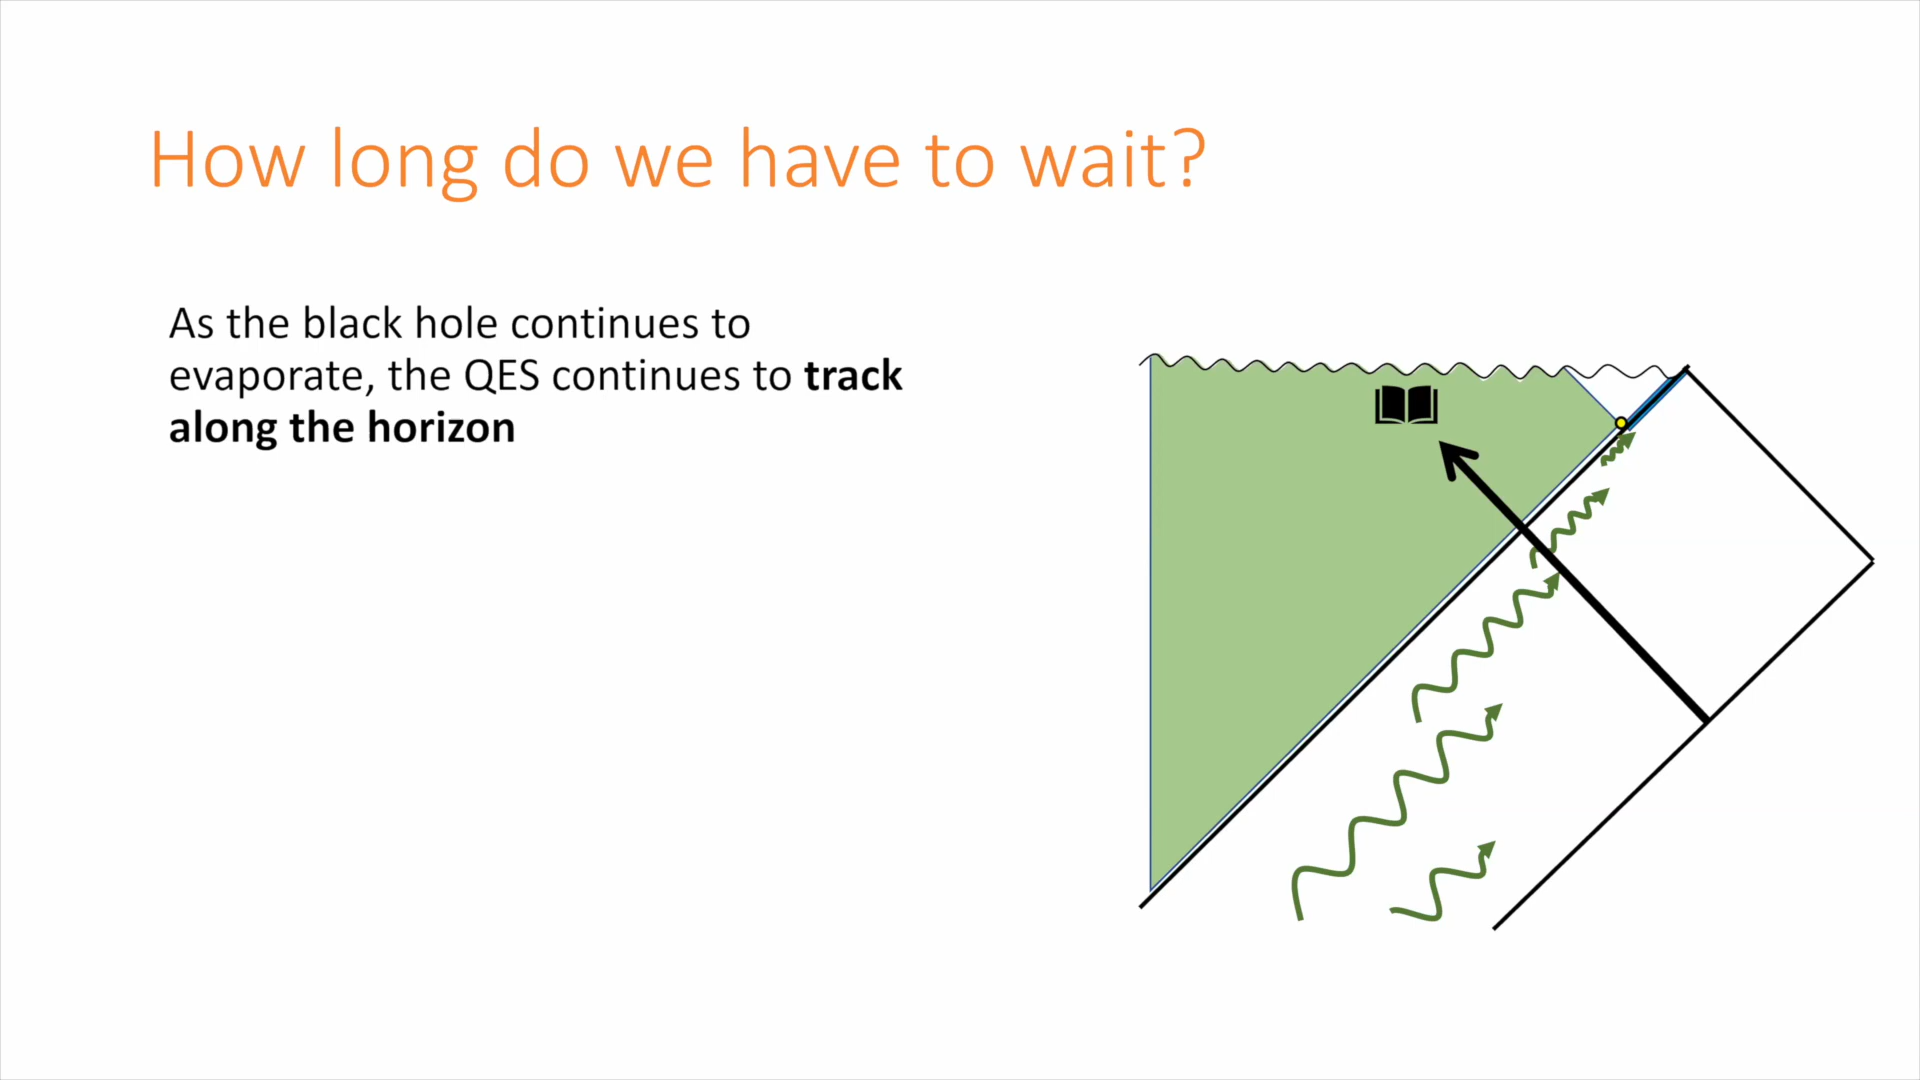 How long do we have to wait?
As the black hole continues to
evaporate, the QES continues to track
along the horizon